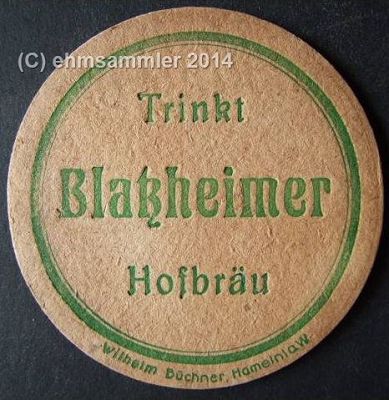 (C) ehmsammler 2014
Trinkt
Blatzheimer
Hofbräu
Wilhelm Büchner, Hameln a.W.